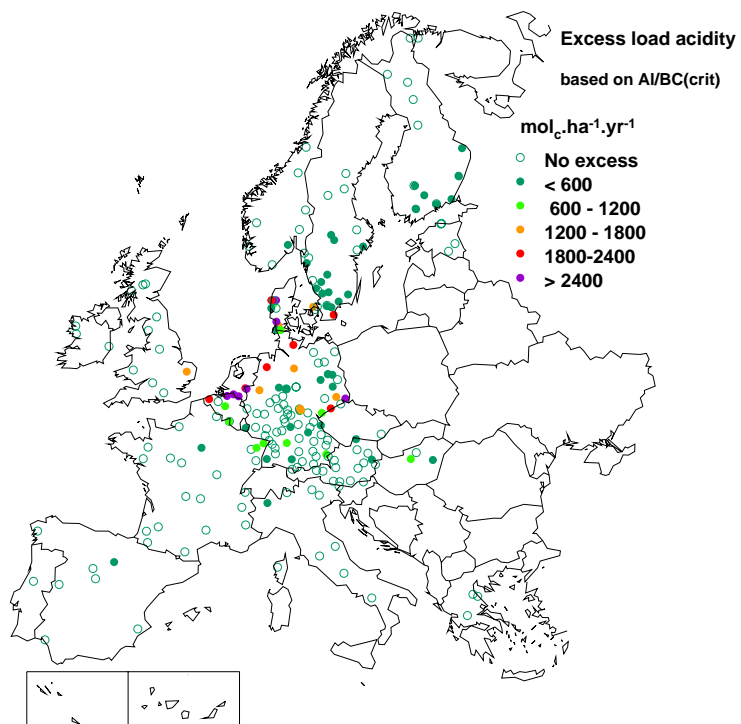 Excess load acidity
based on Al/BC(crit)
mol_c.ha⁻¹.yr⁻¹
No excess
< 600
600 - 1200
1200 - 1800
1800-2400
> 2400